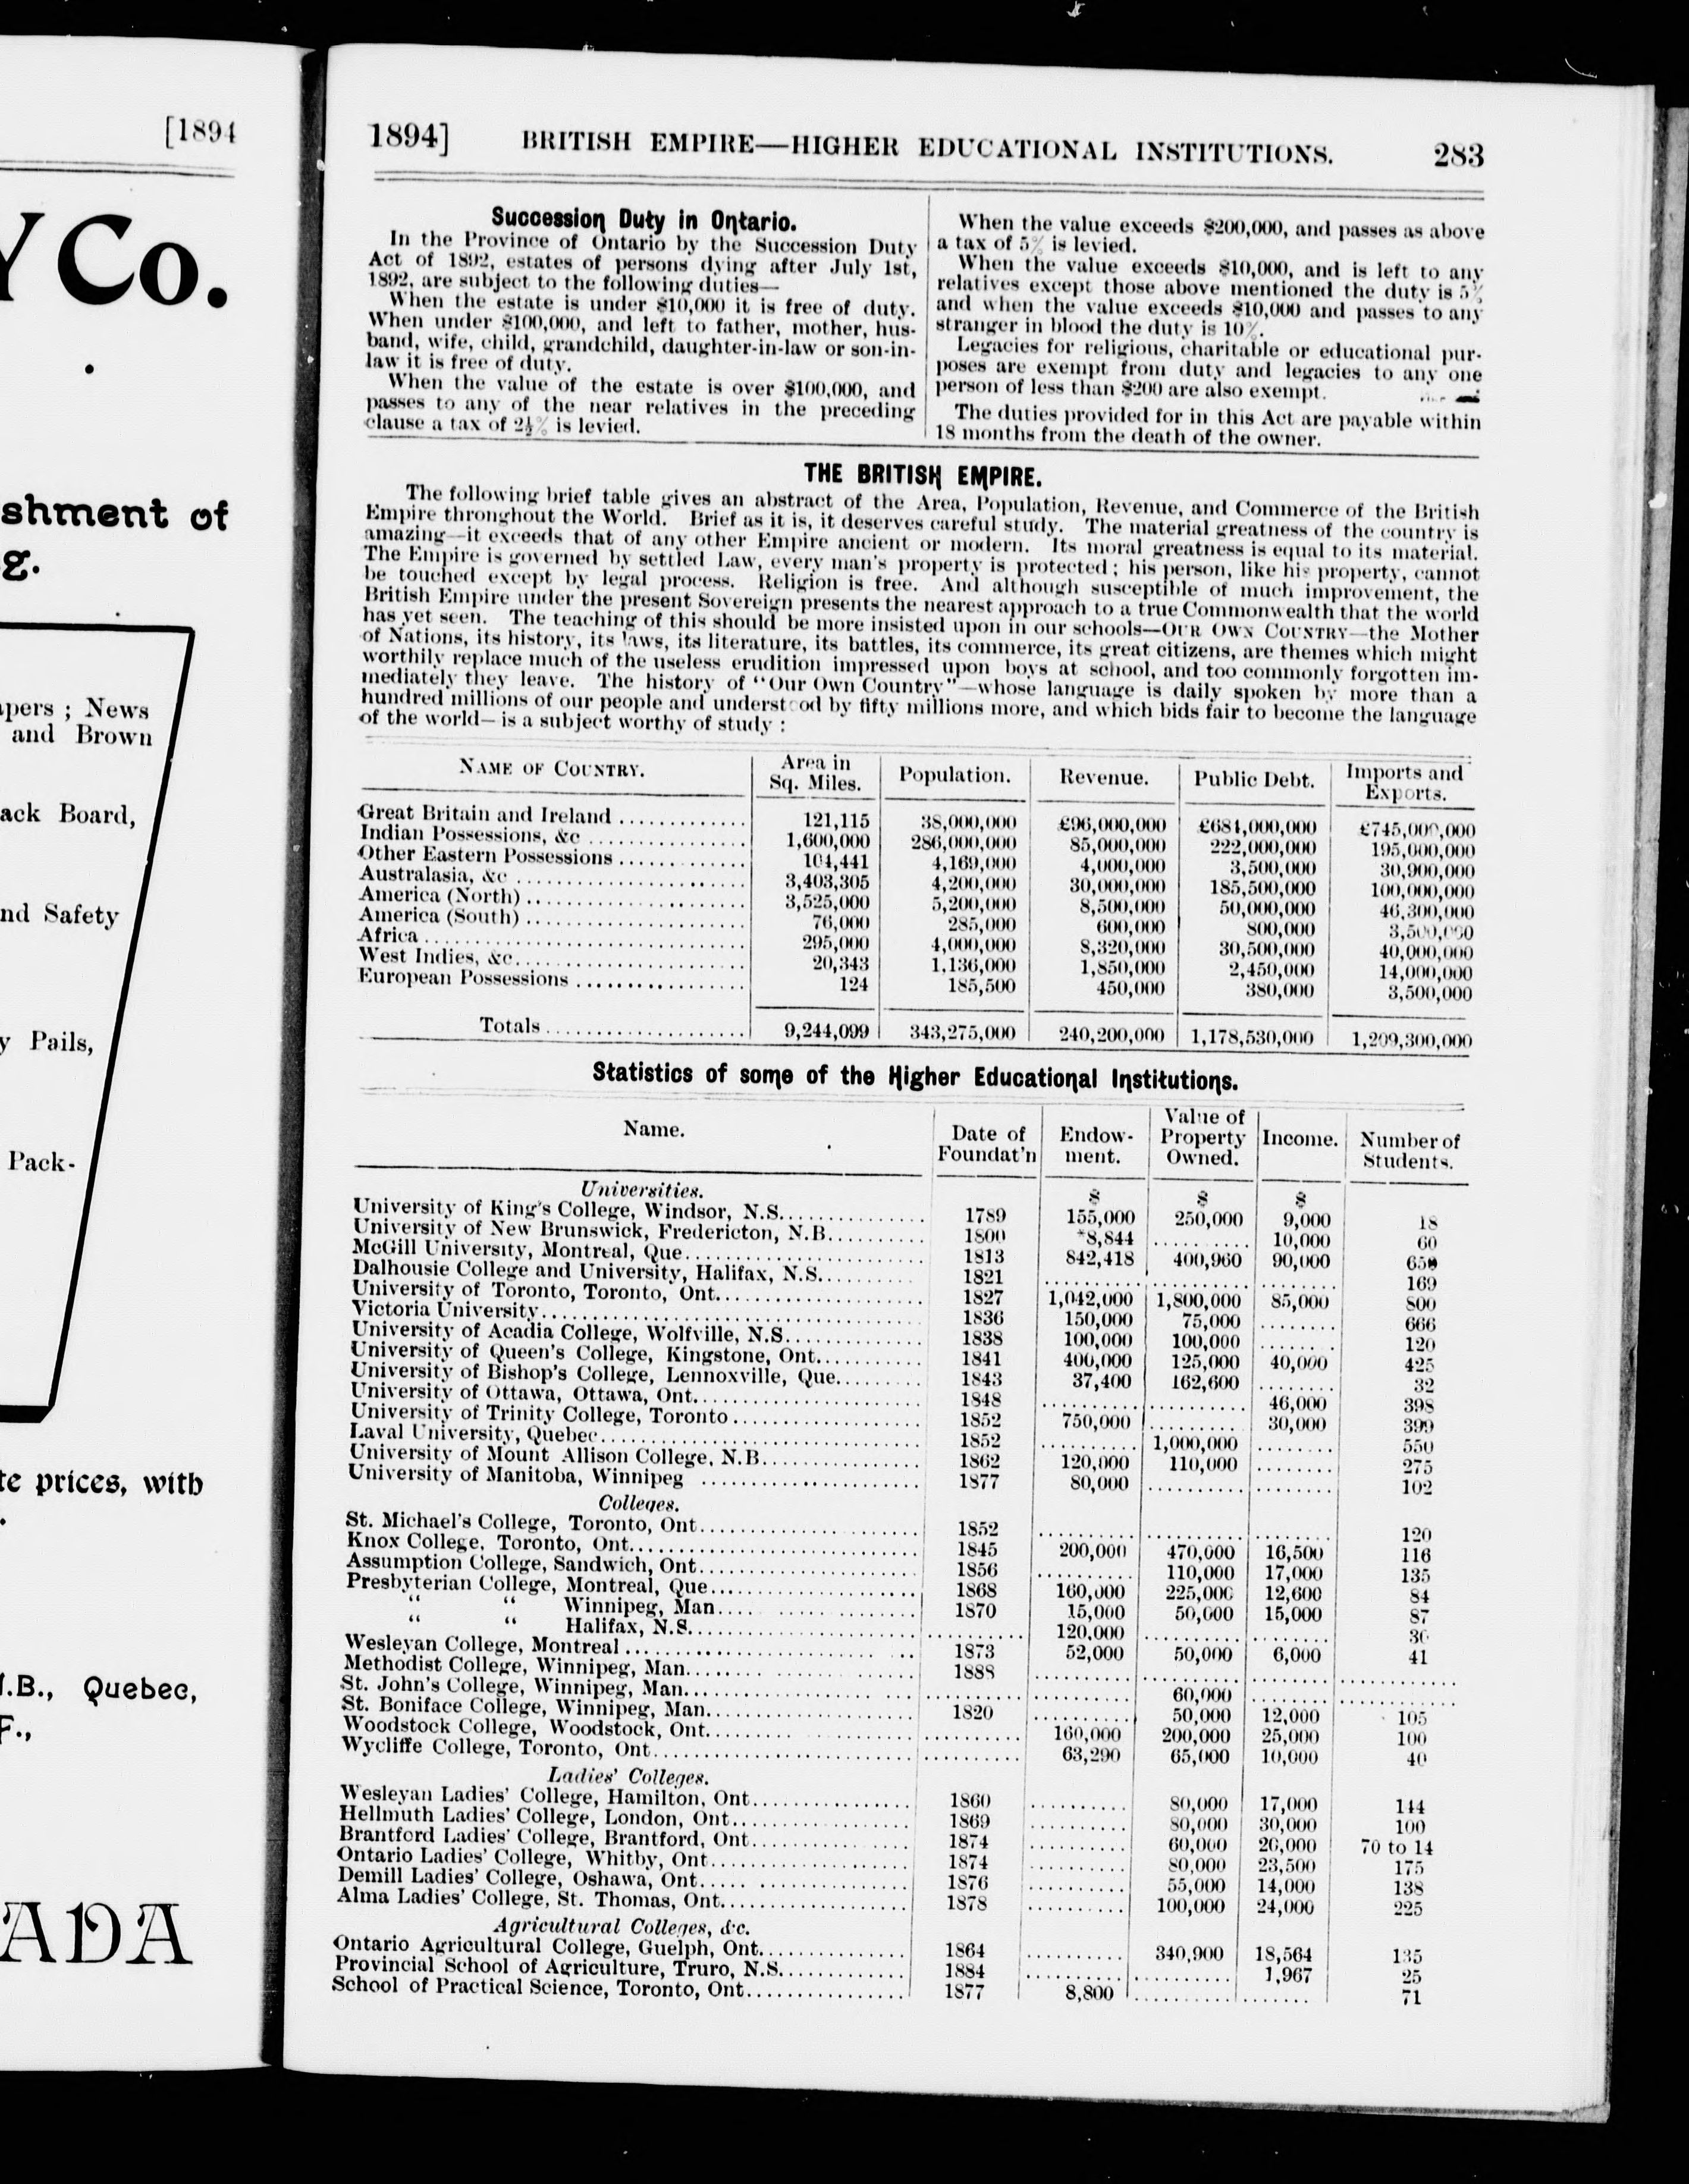 [1894
Y Co.
shment of
g.
apers ; News
and Brown
ack Board,
nd Safety
y Pails,
Pack-
te prices, with
.B., Quebec,
F.,
ADA
1894] BRITISH EMPIRE—HIGHER EDUCATIONAL INSTITUTIONS. 283
Succession Duty in Ontario.
In the Province of Ontario by the Succession Duty
Act of 1892, estates of persons dying after July 1st,
1892, are subject to the following duties—
When the estate is under $10,000 it is free of duty.
When under $100,000, and left to father, mother, hus-
band, wife, child, grandchild, daughter-in-law or son-in-
law it is free of duty.
When the value of the estate is over $100,000, and
passes to any of the near relatives in the preceding
clause a tax of 2½% is levied.
When the value exceeds $200,000, and passes as above
a tax of 5% is levied.
When the value exceeds $10,000, and is left to any
relatives except those above mentioned the duty is 5%
and when the value exceeds $10,000 and passes to any
stranger in blood the duty is 10%.
Legacies for religious, charitable or educational pur-
poses are exempt from duty and legacies to any one
person of less than $200 are also exempt.
The duties provided for in this Act are payable within
18 months from the death of the owner.
THE BRITISH EMPIRE.
The following brief table gives an abstract of the Area, Population, Revenue, and Commerce of the British
Empire throughout the World. Brief as it is, it deserves careful study. The material greatness of the country is
amazing—it exceeds that of any other Empire ancient or modern. Its moral greatness is equal to its material.
The Empire is governed by settled Law, every man's property is protected; his person, like his property, cannot
be touched except by legal process. Religion is free. And although susceptible of much improvement, the
British Empire under the present Sovereign presents the nearest approach to a true Commonwealth that the world
has yet seen. The teaching of this should be more insisted upon in our schools—OUR OWN COUNTRY—the Mother
of Nations, its history, its laws, its literature, its battles, its commerce, its great citizens, are themes which might
worthily replace much of the useless erudition impressed upon boys at school, and too commonly forgotten im-
mediately they leave. The history of "Our Own Country"—whose language is daily spoken by more than a
hundred millions of our people and understood by fifty millions more, and which bids fair to become the language
of the world—is a subject worthy of study :
NAME OF COUNTRY. Area in Sq. Miles. Population. Revenue. Public Debt. Imports and Exports.
Great Britain and Ireland 121,115 38,000,000 £96,000,000 £681,000,000 £745,000,000
Indian Possessions, &c 1,600,000 286,000,000 85,000,000 222,000,000 195,000,000
Other Eastern Possessions 104,441 4,169,000 4,000,000 3,500,000 30,900,000
Australasia, &c 3,403,305 4,200,000 30,000,000 185,500,000 100,000,000
America (North) 3,525,000 5,200,000 8,500,000 50,000,000 46,300,000
America (South) 76,000 285,000 600,000 800,000 3,500,000
Africa 295,000 4,000,000 8,320,000 30,500,000 40,000,000
West Indies, &c. 20,343 1,136,000 1,850,000 2,450,000 14,000,000
European Possessions 124 185,500 450,000 380,000 3,500,000
Totals 9,244,099 343,275,000 240,200,000 1,178,530,000 1,209,300,000
Statistics of some of the Higher Educational Institutions.
Name. Date of Foundat'n Endow-ment. Value of Property Owned. Income. Number of Students.
Universities. $ $ $
University of King's College, Windsor, N.S. 1789 155,000 250,000 9,000 18
University of New Brunswick, Fredericton, N.B. 1800 *8,844 10,000 60
McGill University, Montreal, Que. 1813 842,418 400,960 90,000
Dalhousie College and University, Halifax, N.S. 1821 169
University of Toronto, Toronto, Ont. 1827 1,042,000 1,800,000 85,000 800
Victoria University. 1836 150,000 75,000 666
University of Acadia College, Wolfville, N.S. 1838 100,000 100,000 120
University of Queen's College, Kingstone, Ont. 1841 400,000 125,000 40,000 425
University of Bishop's College, Lennoxville, Que. 1843 37,400 162,600 32
University of Ottawa, Ottawa, Ont. 1848 46,000 398
University of Trinity College, Toronto 1852 750,000 30,000 399
Laval University, Quebec. 1852 1,000,000 550
University of Mount Allison College, N.B. 1862 120,000 110,000 275
University of Manitoba, Winnipeg 1877 80,000 102
Colleges.
St. Michael's College, Toronto, Ont. 1852 120
Knox College, Toronto, Ont. 1845 200,000 470,000 16,500 116
Assumption College, Sandwich, Ont. 1856 110,000 17,000 135
Presbyterian College, Montreal, Que. 1868 160,000 225,000 12,600 84
" " Winnipeg, Man. 1870 15,000 50,000 15,000 87
" " Halifax, N.S. 120,000
Wesleyan College, Montreal 1873 52,000 50,000 6,000 41
Methodist College, Winnipeg, Man. 1888
St. John's College, Winnipeg, Man. 60,000
St. Boniface College, Winnipeg, Man. 1820 50,000 12,000 105
Woodstock College, Woodstock, Ont. 160,000 200,000 25,000 100
Wycliffe College, Toronto, Ont. 63,290 65,000 10,000 40
Ladies' Colleges.
Wesleyan Ladies' College, Hamilton, Ont. 1860 80,000 17,000 144
Hellmuth Ladies' College, London, Ont. 1869 80,000 30,000 100
Brantford Ladies' College, Brantford, Ont. 1874 60,000 20,000 70 to 14
Ontario Ladies' College, Whitby, Ont. 1874 80,000 23,500 175
Demill Ladies' College, Oshawa, Ont. 1876 55,000 14,000 138
Alma Ladies' College, St. Thomas, Ont. 1878 100,000 24,000 225
Agricultural Colleges, &c.
Ontario Agricultural College, Guelph, Ont. 1864 340,900 18,564 135
Provincial School of Agriculture, Truro, N.S. 1884 1,967 25
School of Practical Science, Toronto, Ont. 1877 8,800 71